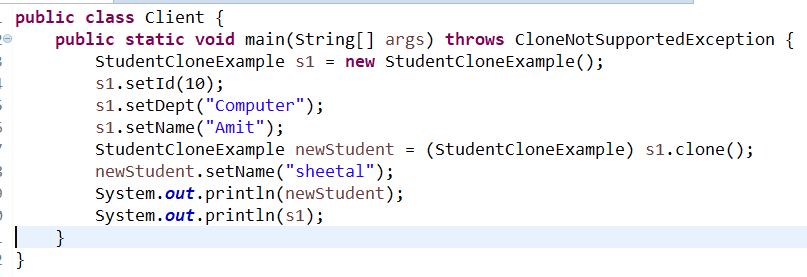 public class Client {
public static void main(String[] args) throws CloneNotSupportedException {
StudentCloneExample s1 = new StudentCloneExample();
s1.setId(10);
s1.setDept("Computer");
s1.setName("Amit");
StudentCloneExample newStudent = (StudentCloneExample) s1.clone();
newStudent.setName("sheetal");
System.out.println(newStudent);
System.out.println(s1);
}
}